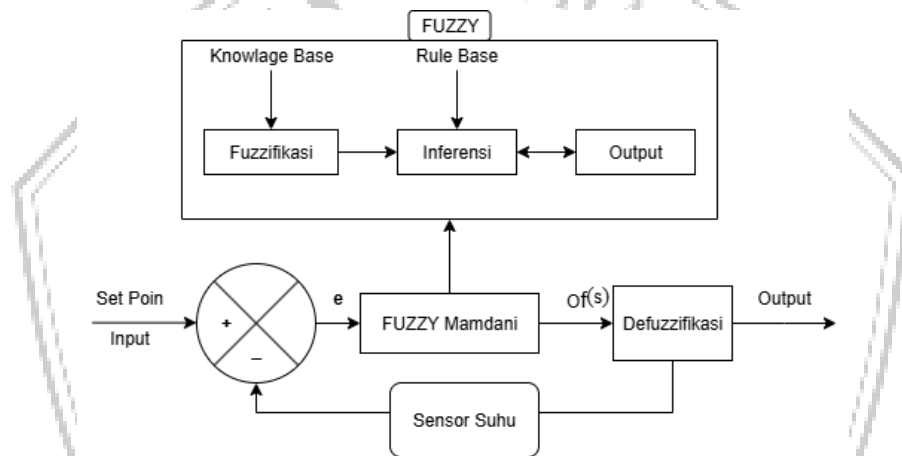 FUZZY
Knowlage Base
Rule Base
Fuzzifikasi
Inferensi
Output
Set Poin
Input
+
−
e
FUZZY Mamdani
Of(s)
Defuzzifikasi
Output
Sensor Suhu